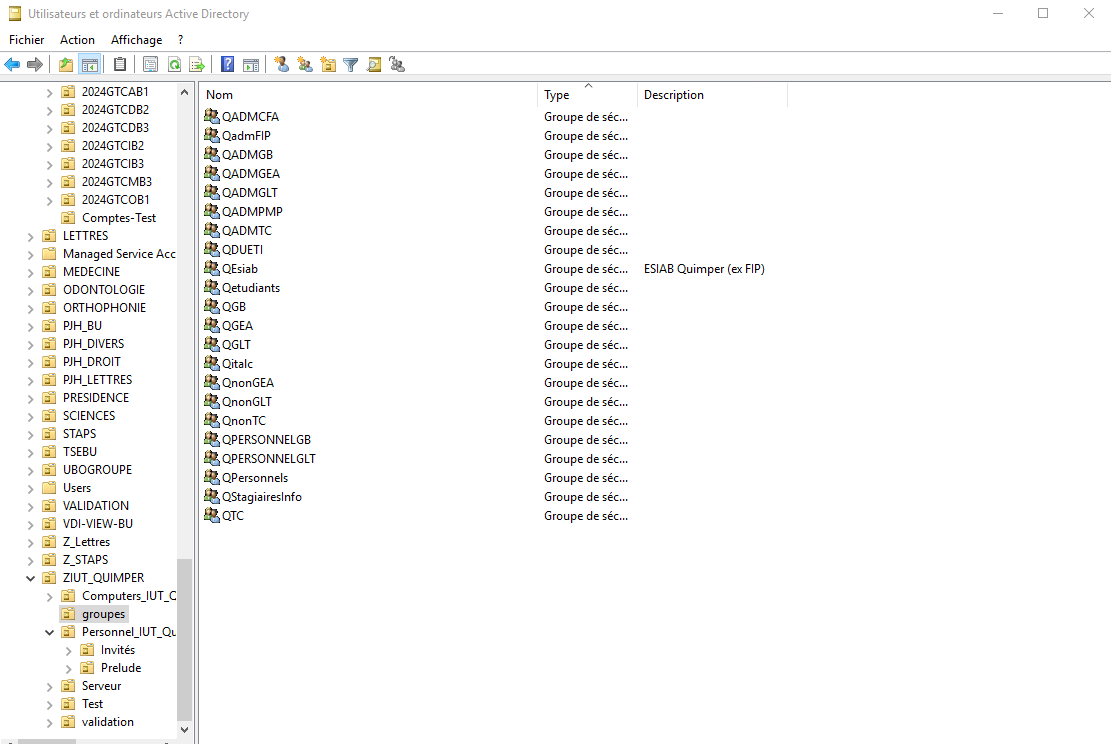 Utilisateurs et ordinateurs Active Directory
Fichier Action Affichage ?
2024GTCAB1
2024GTCDB2
2024GTCDB3
2024GTCIB2
2024GTCIB3
2024GTCMB3
2024GTCOB1
Comptes-Test
LETTRES
Managed Service Acc
MEDECINE
ODONTOLOGIE
ORTHOPHONIE
PJH_BU
PJH_DIVERS
PJH_DROIT
PJH_LETTRES
PRESIDENCE
SCIENCES
STAPS
TSEBU
UBOGROUPE
Users
VALIDATION
VDI-VIEW-BU
Z_Lettres
Z_STAPS
ZIUT_QUIMPER
Computers_IUT_Q
groupes
Personnel_IUT_Qu
Invités
Prelude
Serveur
Test
validation
Nom Type Description
QADMCFA Groupe de séc...
QadmFIP Groupe de séc...
QADMGB Groupe de séc...
QADMGEA Groupe de séc...
QADMGLT Groupe de séc...
QADMPMP Groupe de séc...
QADMTC Groupe de séc...
QDUETI Groupe de séc...
QEsiab Groupe de séc... ESIAB Quimper (ex FIP)
Qetudiants Groupe de séc...
QGB Groupe de séc...
QGEA Groupe de séc...
QGLT Groupe de séc...
Qitalc Groupe de séc...
QnonGEA Groupe de séc...
QnonGLT Groupe de séc...
QnonTC Groupe de séc...
QPERSONNELGB Groupe de séc...
QPERSONNELGLT Groupe de séc...
QPersonnels Groupe de séc...
QStagiairesInfo Groupe de séc...
QTC Groupe de séc...